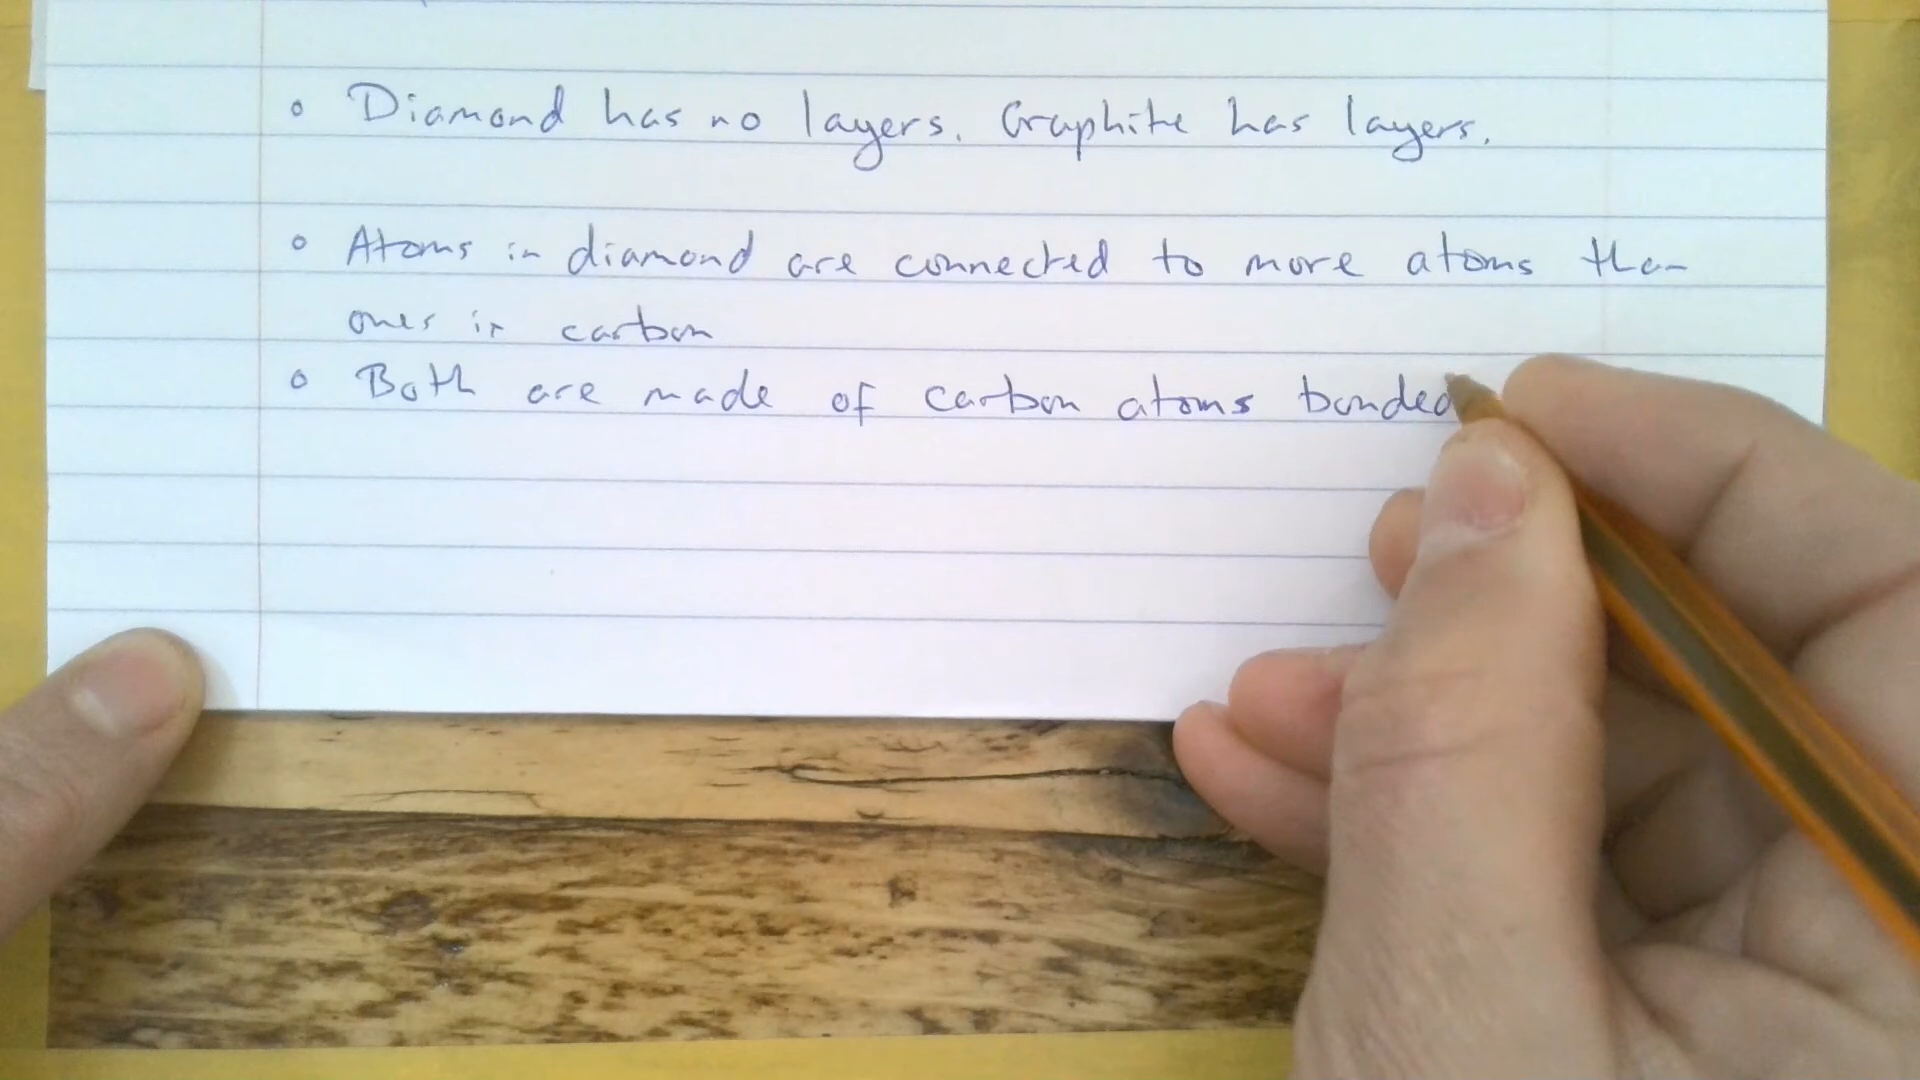 ◦ Diamond has no layers. Graphite has layers.
◦ Atoms in diamond are connected to more atoms than
ones in carbon
◦ Both are made of carbon atoms bonded